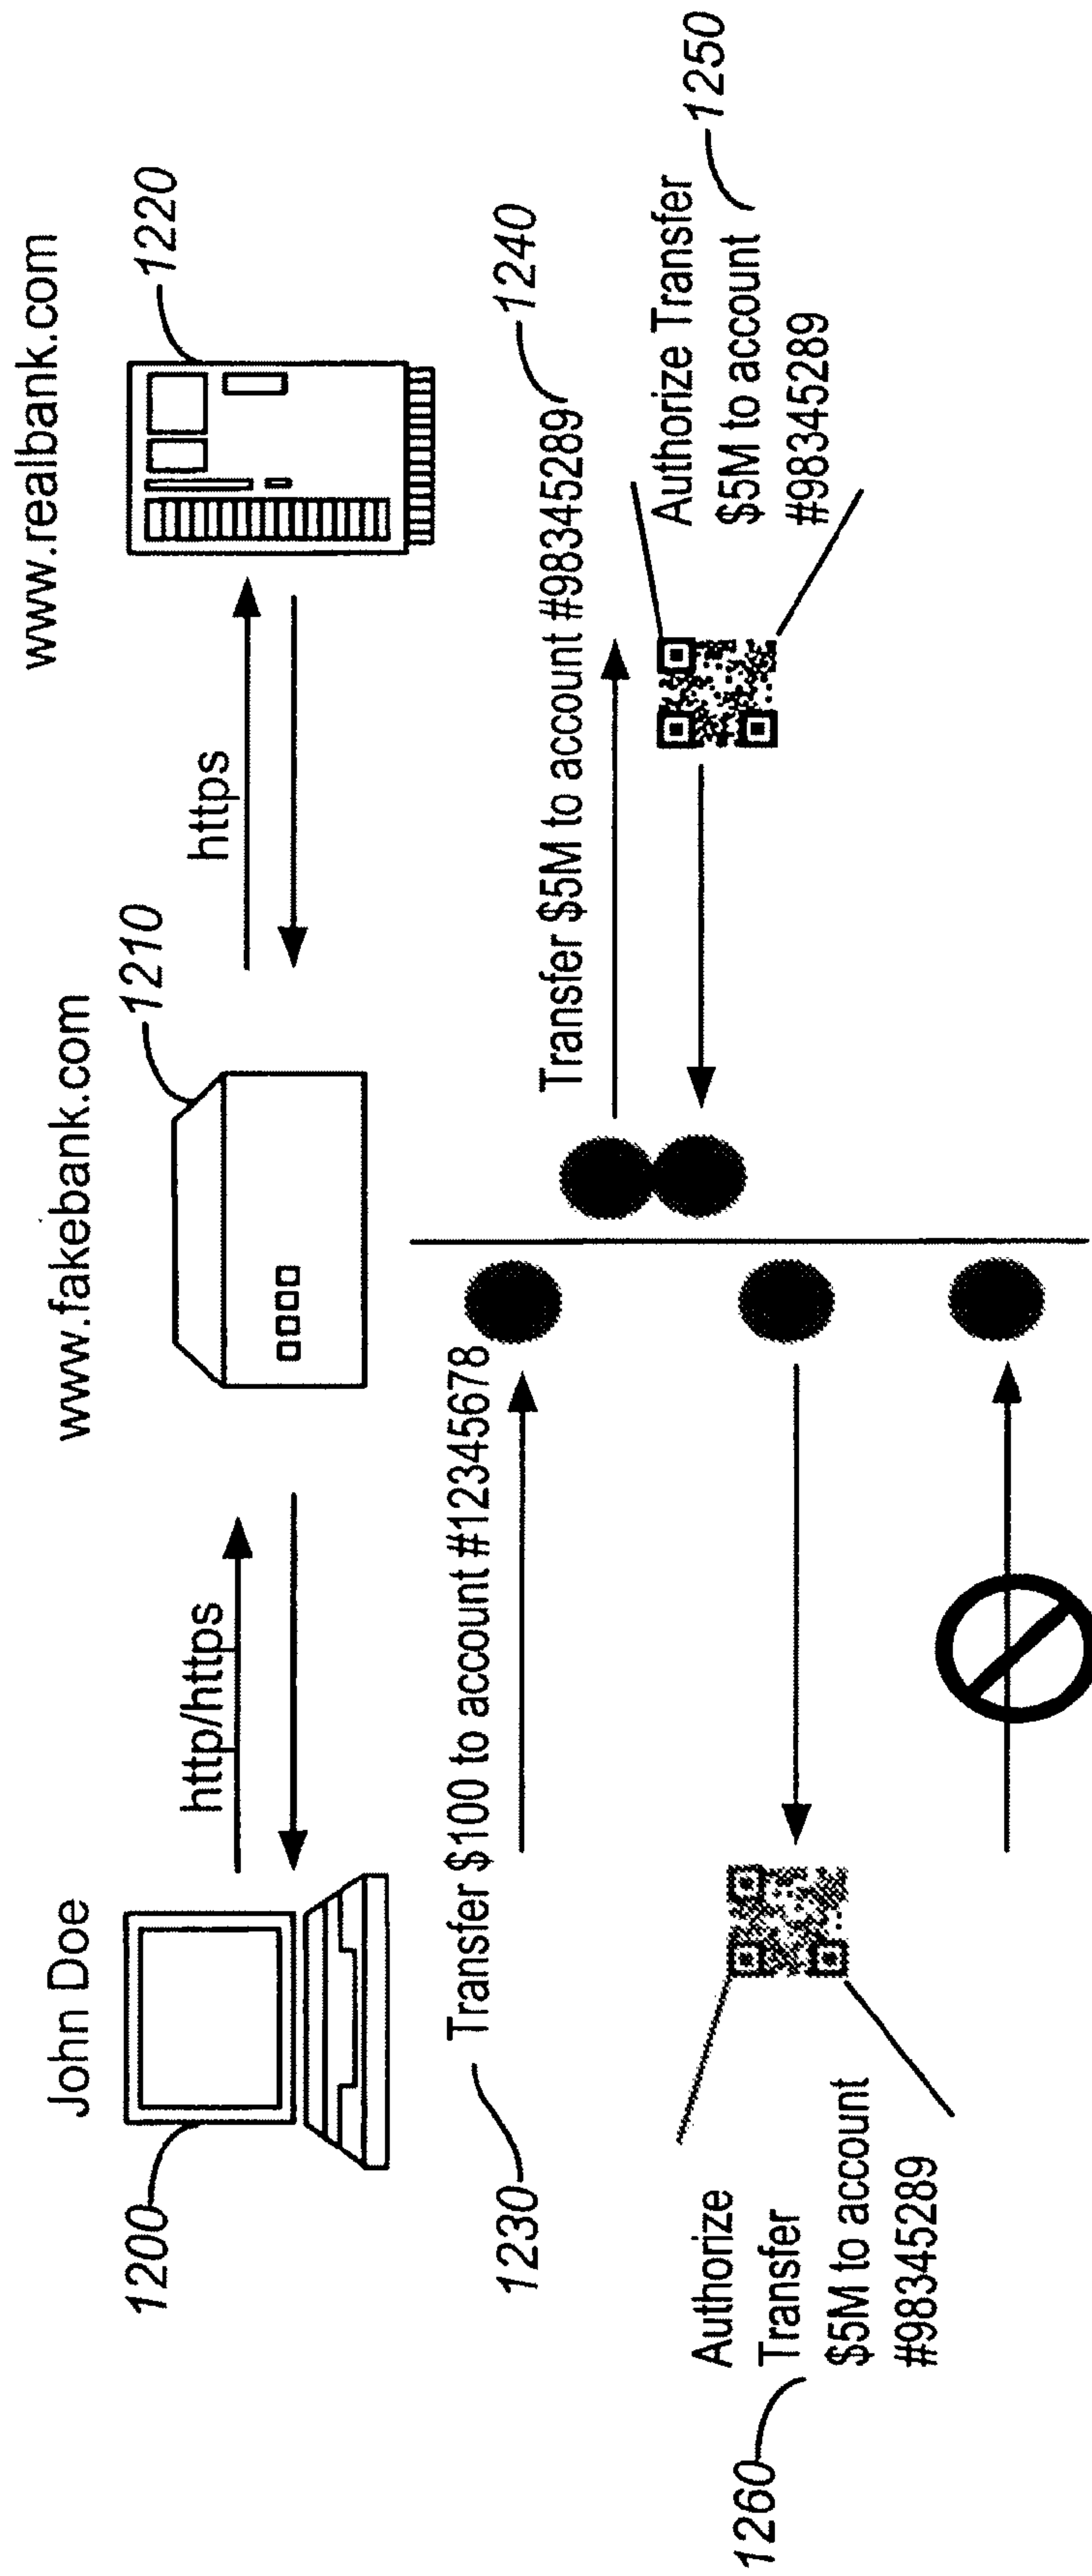 John Doe
www.fakebank.com
www.realbank.com
1200
http/https
1210
https
1220
1230
Transfer $100 to account #12345678
Transfer $5M to account #98345289
1240
Authorize Transfer
$5M to account
#98345289
1250
Authorize
Transfer
$5M to account
#98345289
1260